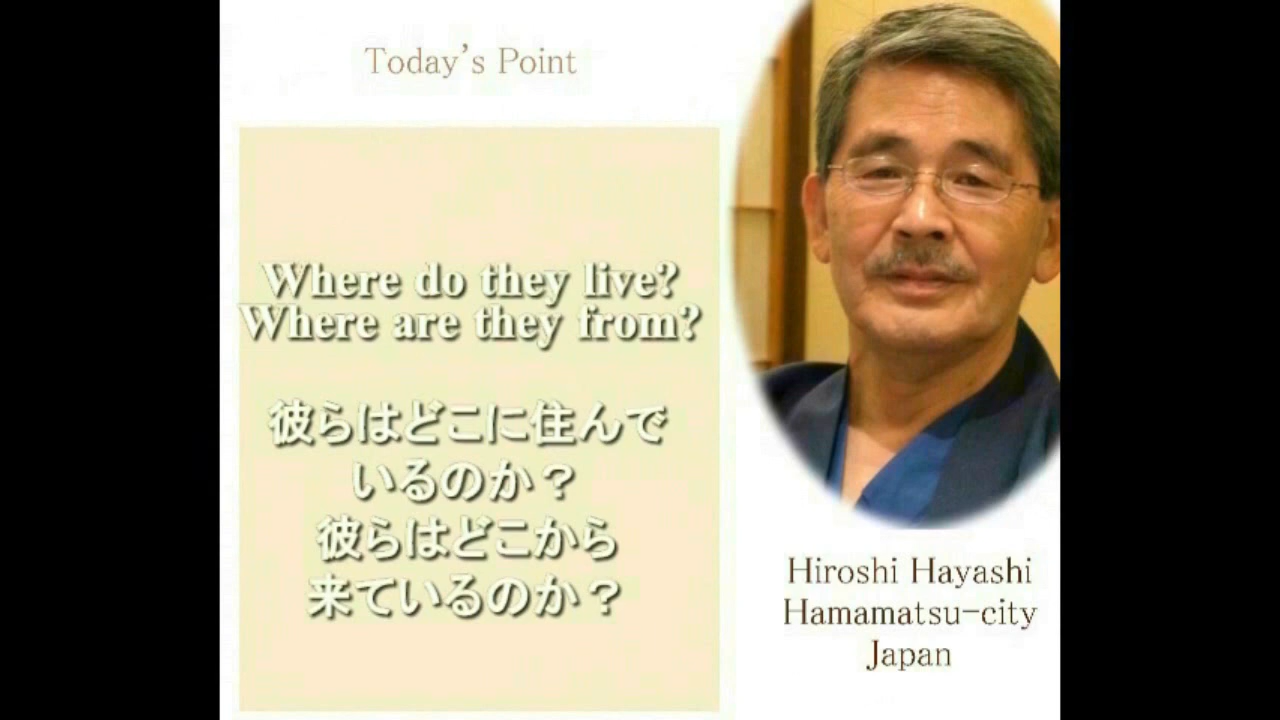 Today's Point
Where do they live?
Where are they from?
彼らはどこに住んで
いるのか？
彼らはどこから
来ているのか？
Hiroshi Hayashi
Hamamatsu-city
Japan